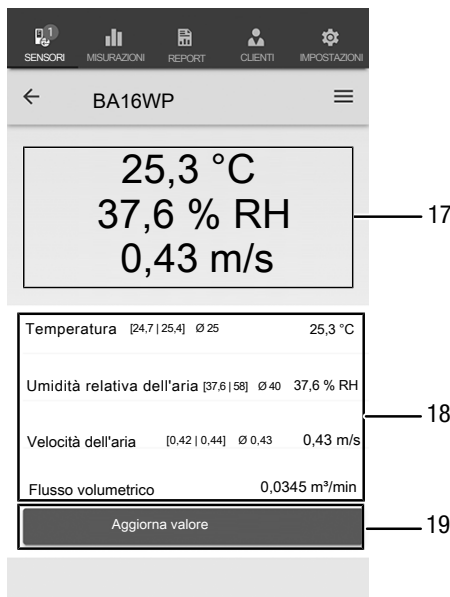 1
SENSORI MISURAZIONI REPORT CLIENTI IMPOSTAZIONI
BA16WP
25,3 °C
37,6 % RH
0,43 m/s
17
Temperatura [24,7 | 25,4] Ø 25 25,3 °C
Umidità relativa dell'aria [37,6 | 58] Ø 40 37,6 % RH
18
Velocità dell'aria [0,42 | 0,44] Ø 0,43 0,43 m/s
Flusso volumetrico 0,0345 m³/min
Aggiorna valore
19